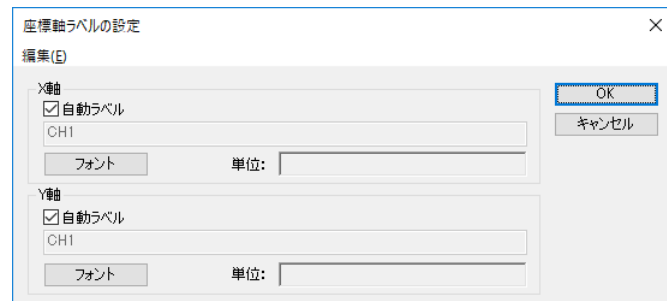 座標軸ラベルの設定
編集(E)
X軸
自動ラベル
CH1
フォント 単位:
OK
キャンセル
Y軸
自動ラベル
CH1
フォント 単位: